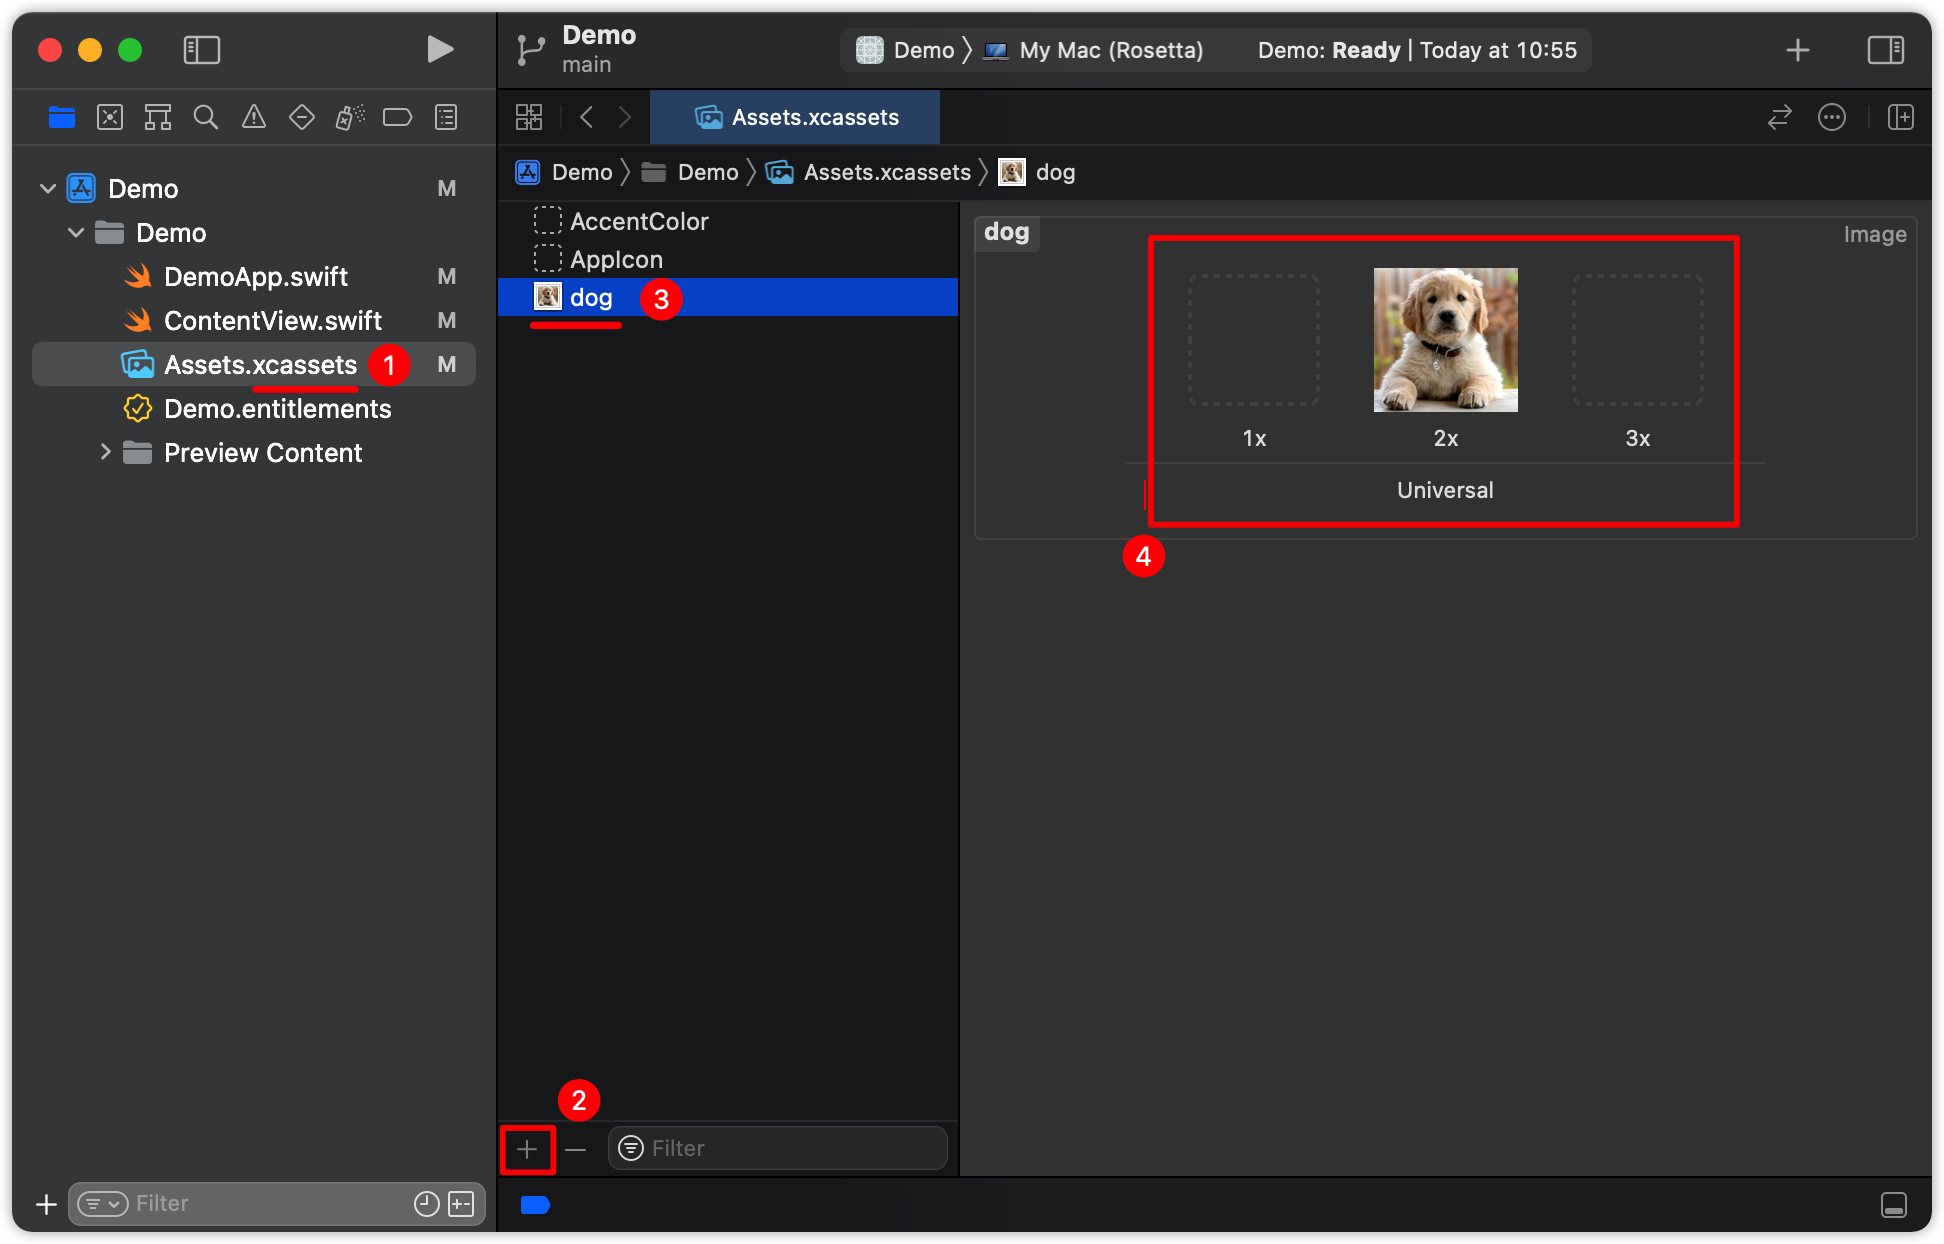 Demo
main
Demo
My Mac (Rosetta)
Demo: Ready | Today at 10:55
Assets.xcassets
Demo
Demo
Assets.xcassets
dog
Demo M
Demo
DemoApp.swift M
ContentView.swift M
Assets.xcassets 1 M
Demo.entitlements
Preview Content
Filter
AccentColor
AppIcon
dog 3
2
Filter
dog
Image
1x
2x
3x
Universal
4